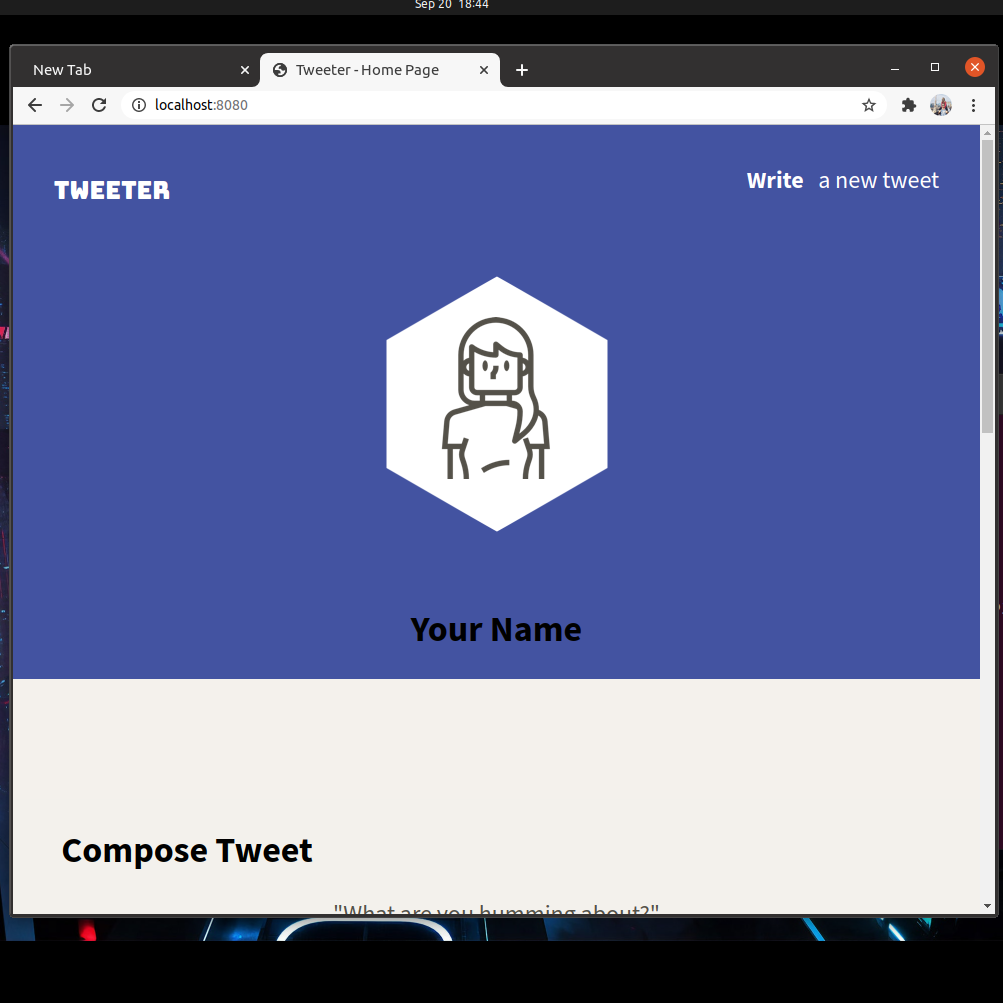 Sep 20 18:44
New Tab
Tweeter - Home Page
localhost:8080
TWEETER
Write a new tweet
Your Name
Compose Tweet
"What are you humming about?"